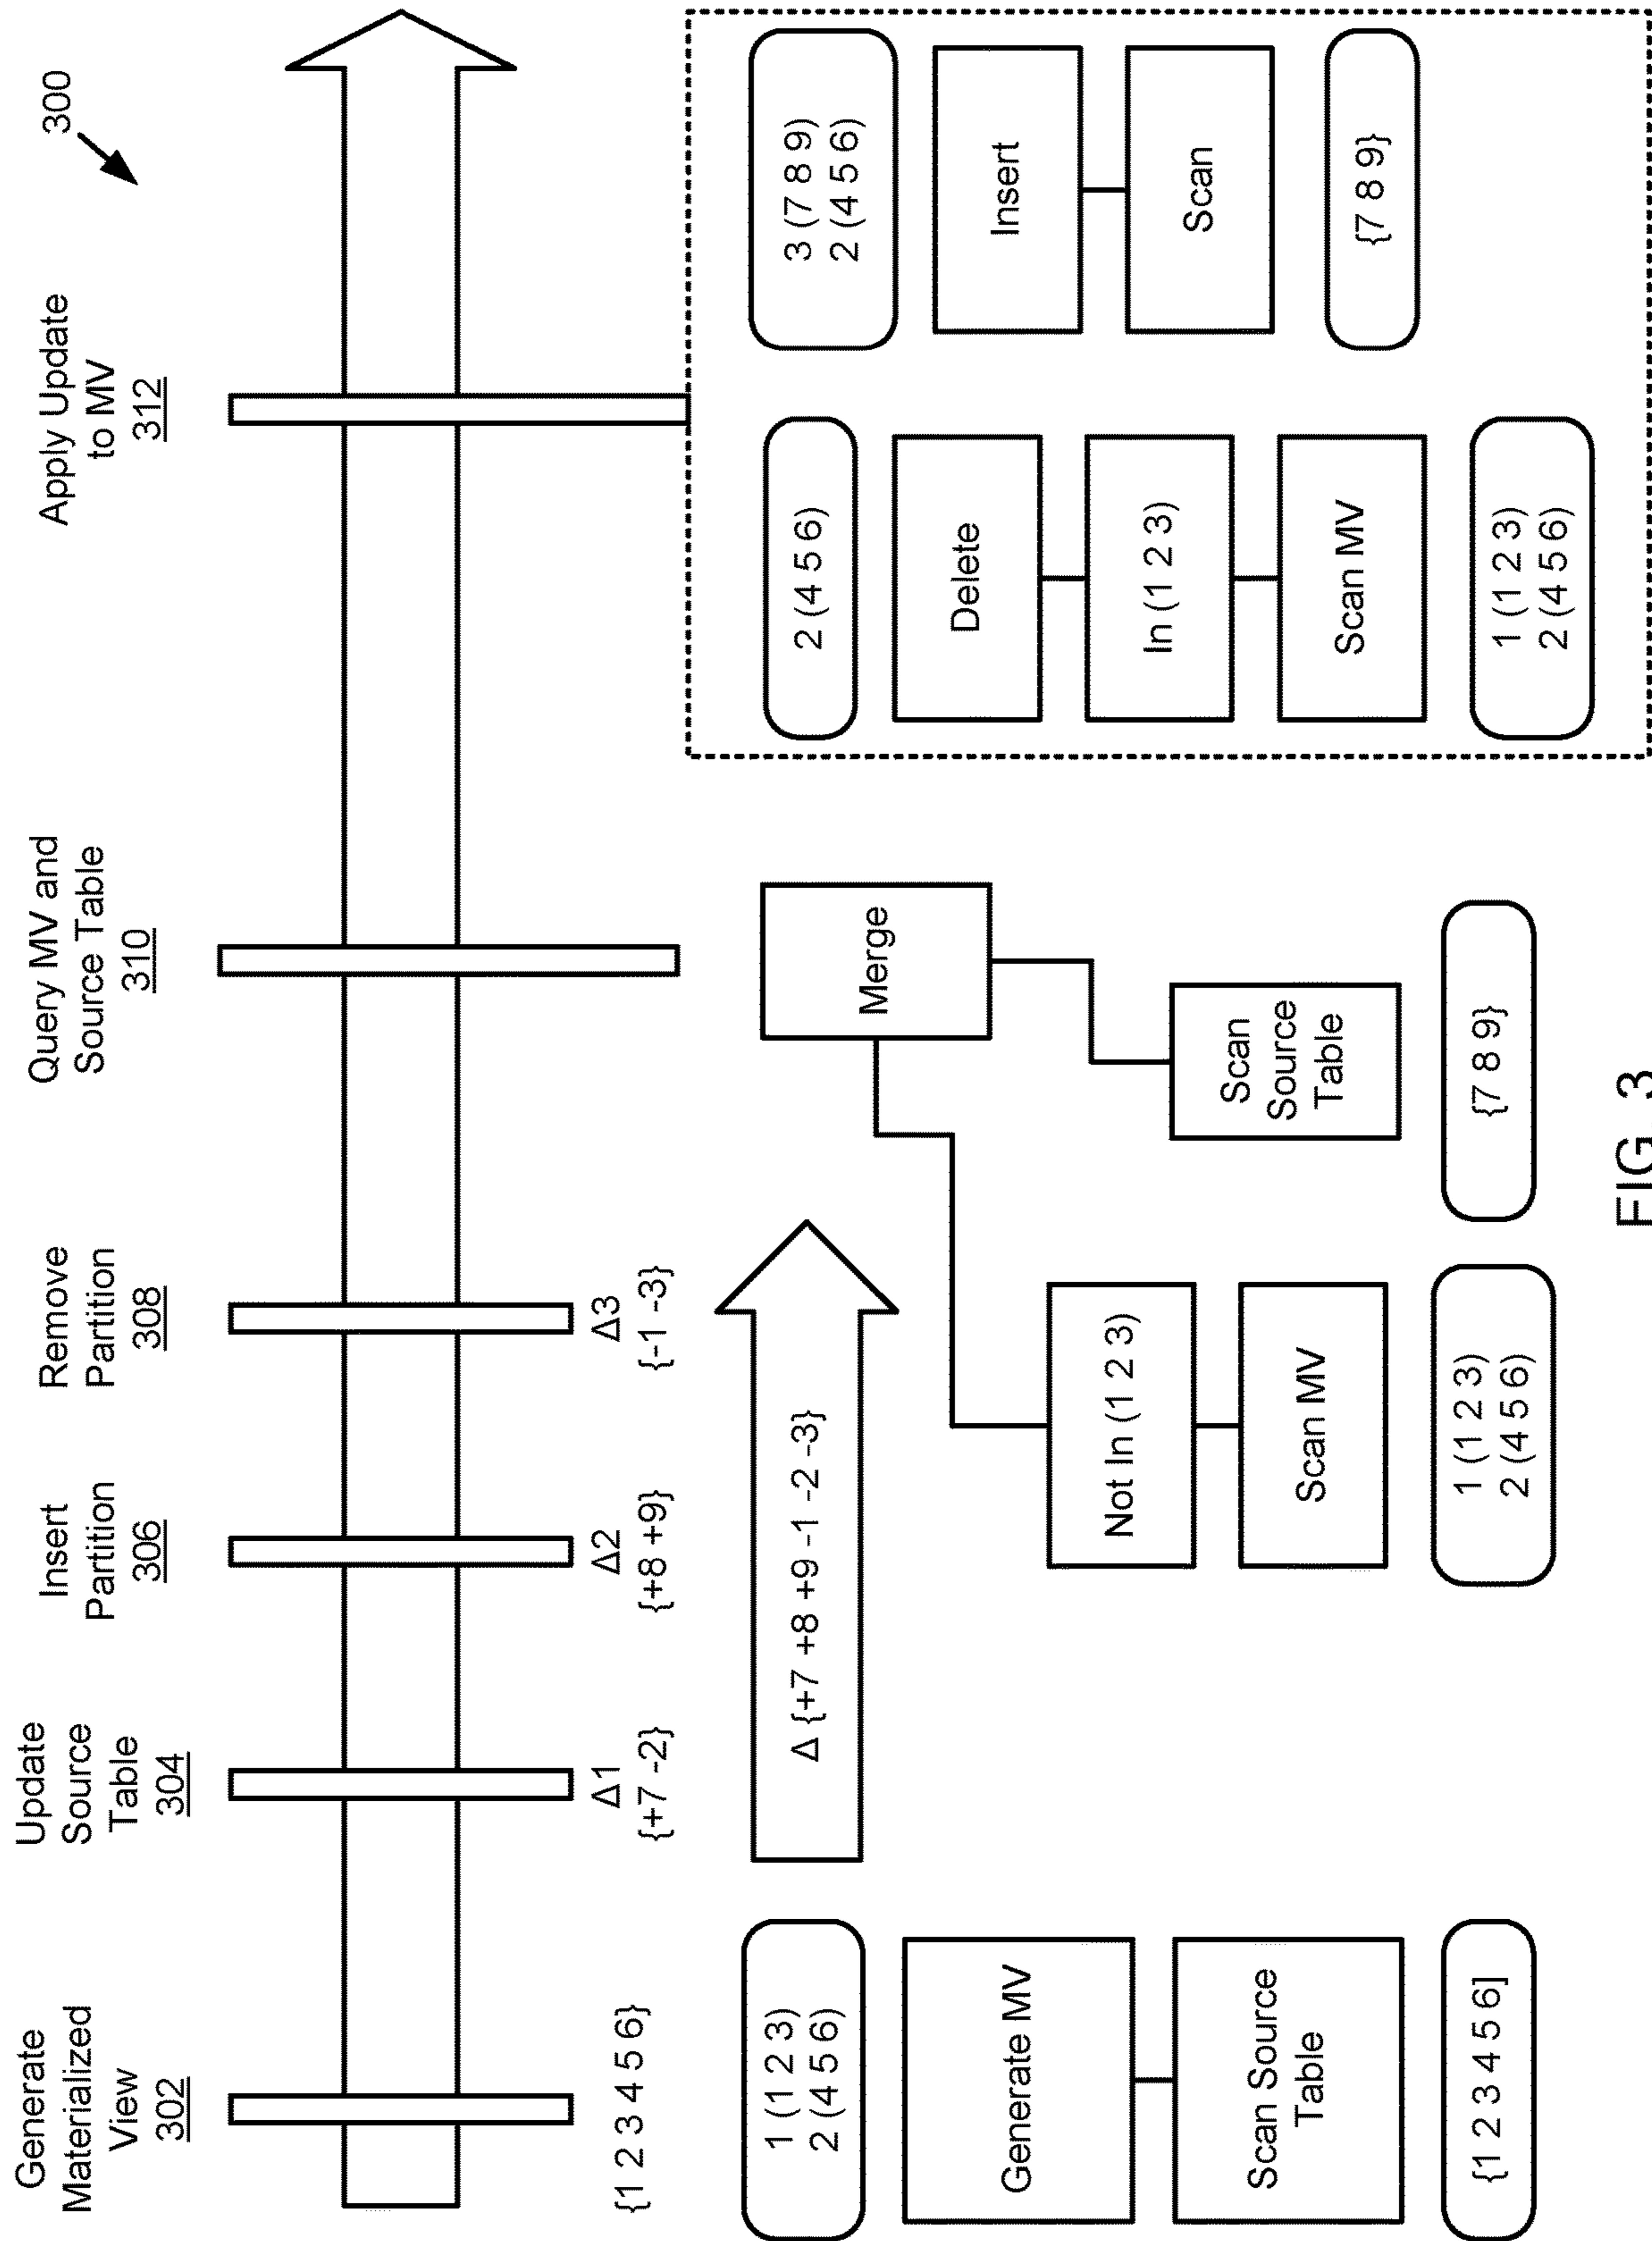 300
Generate
Materialized
View
302
Update
Source
Table
304
Insert
Partition
306
Remove
Partition
308
Query MV and
Source Table
310
Apply Update
to MV
312
{1 2 3 4 5 6}
Δ1
{+7 -2}
Δ2
{+8 +9}
Δ3
{-1 -3}
1 (1 2 3)
2 (4 5 6)
Generate MV
Scan Source
Table
{1 2 3 4 5 6]
Δ {+7 +8 +9 -1 -2 -3}
Merge
Not In (1 2 3)
Scan MV
1 (1 2 3)
2 (4 5 6)
Scan
Source
Table
{7 8 9}
2 (4 5 6)
Delete
In (1 2 3)
Scan MV
1 (1 2 3)
2 (4 5 6)
3 (7 8 9)
2 (4 5 6)
Insert
Scan
{7 8 9}
FIG. 3